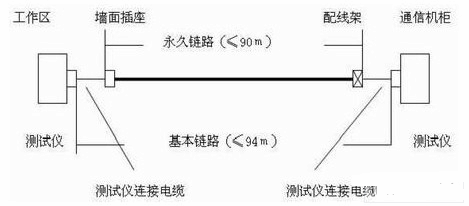 工作区 墙面插座 配线架 通信机柜
永久链路（≤90m）
测试仪 基本链路（≤94m） 测试仪
测试仪连接电缆 测试仪连接电缆